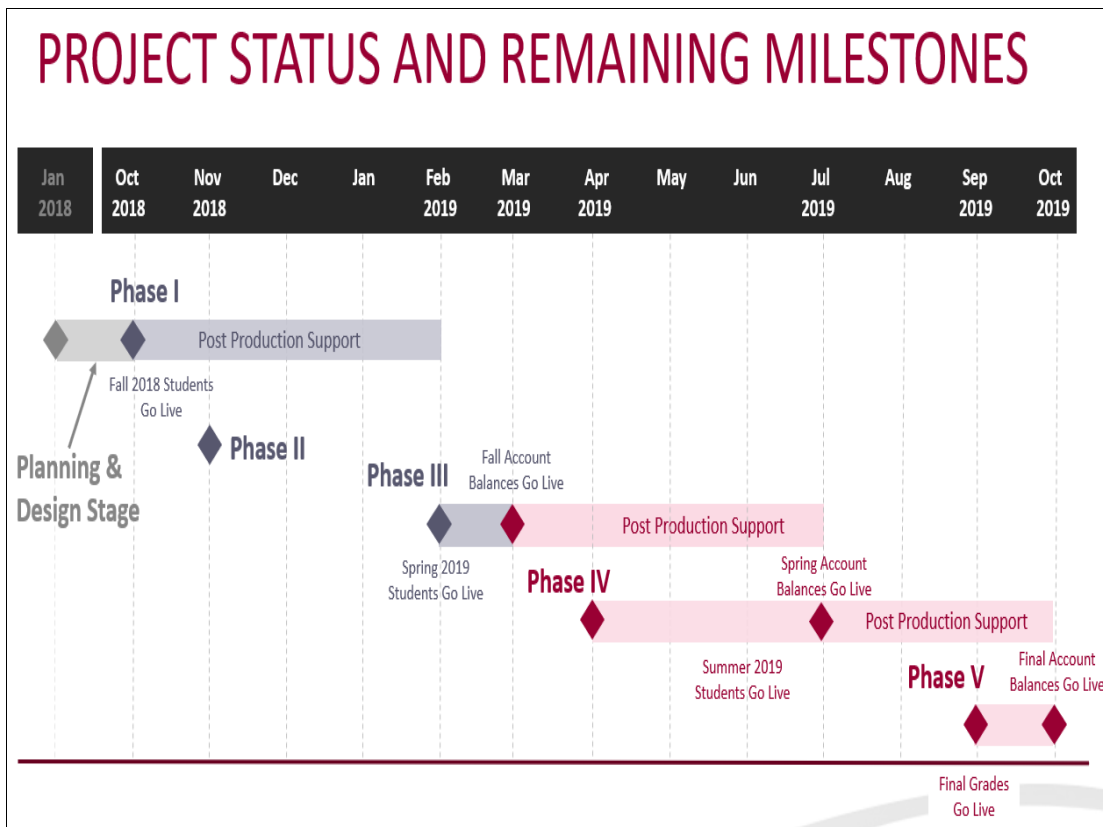 PROJECT STATUS AND REMAINING MILESTONES
Jan Oct Nov Dec Jan Feb Mar Apr May Jun Jul Aug Sep Oct
2018 2018 2018 2019 2019 2019 2019 2019 2019
Phase I
Post Production Support
Fall 2018 Students
Go Live
Planning &
Design Stage
Phase II
Phase III
Fall Account
Balances Go Live
Post Production Support
Spring 2019
Students Go Live
Phase IV
Spring Account
Balances Go Live
Post Production Support
Summer 2019
Students Go Live
Phase V
Final Account
Balances Go Live
Final Grades
Go Live